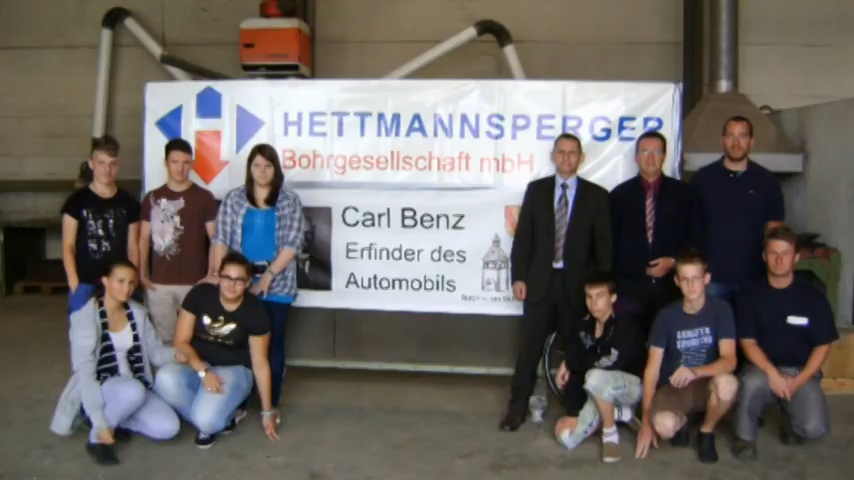 HETTMANNSPERGER
Bohrgesellschaft mbH
Carl Benz
Erfinder des
Automobils